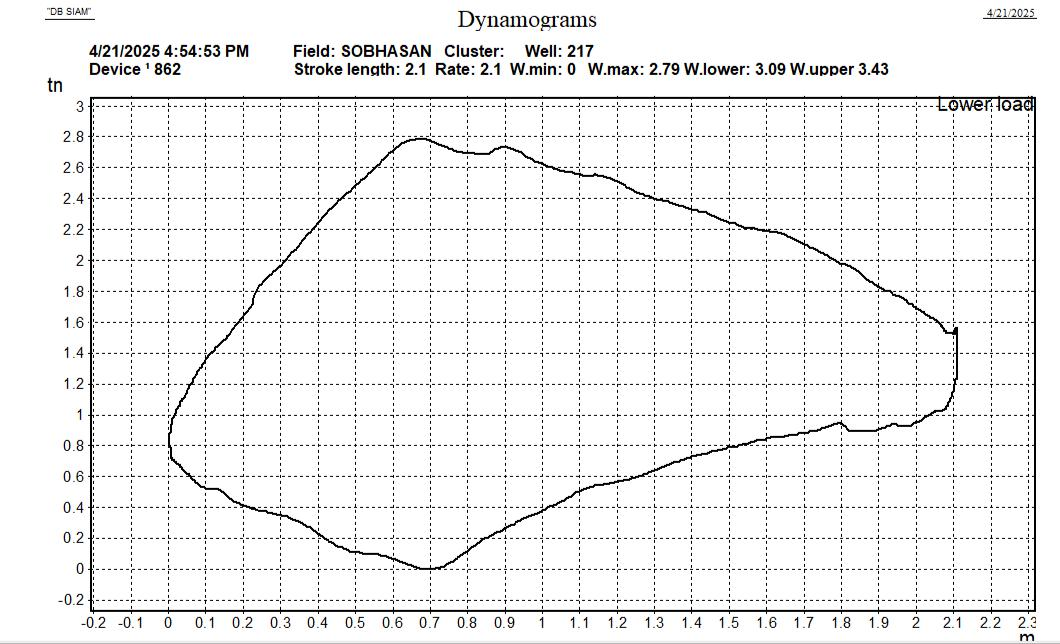 "DB SIAM"
Dynamograms
4/21/2025
4/21/2025 4:54:53 PM Field: SOBHASAN Cluster: Well: 217
Device ¹ 862 Stroke length: 2.1 Rate: 2.1 W.min: 0 W.max: 2.79 W.lower: 3.09 W.upper 3.43
tn
Lower load
3
2.8
2.6
2.4
2.2
2
1.8
1.6
1.4
1.2
1
0.8
0.6
0.4
0.2
0
-0.2
-0.2 -0.1 0 0.1 0.2 0.3 0.4 0.5 0.6 0.7 0.8 0.9 1 1.1 1.2 1.3 1.4 1.5 1.6 1.7 1.8 1.9 2 2.1 2.2 2.3
m